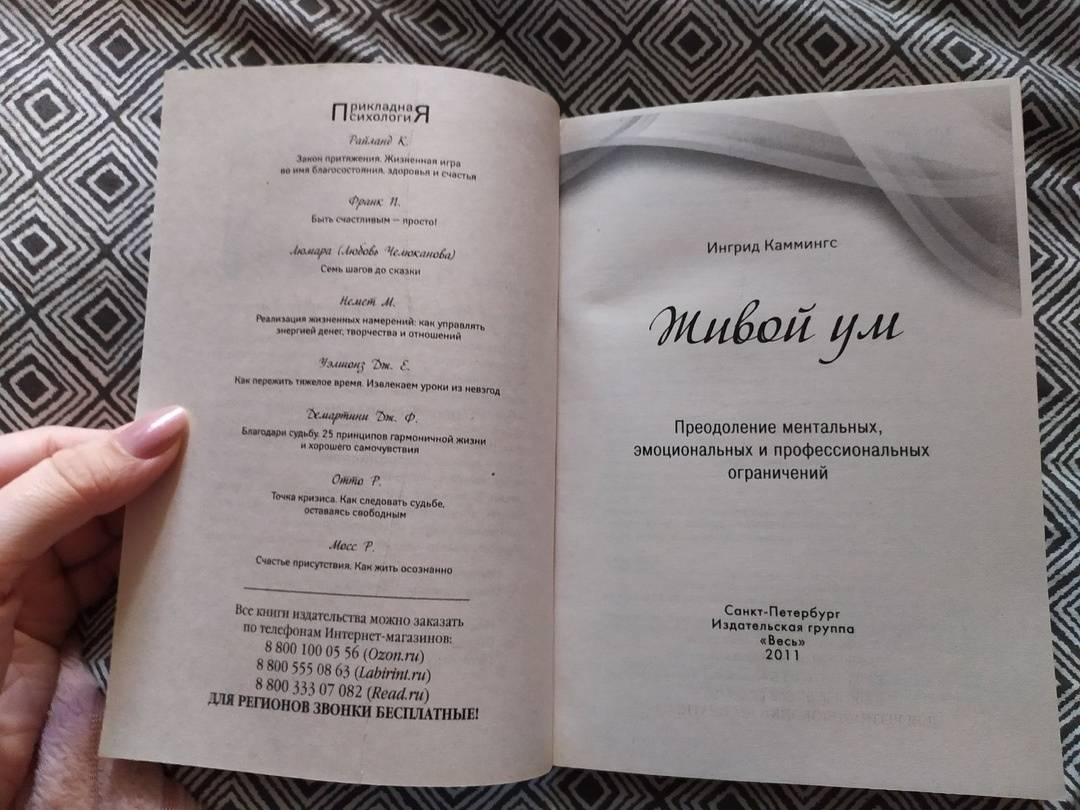 Прикладная
Психология
Райланд К.
Закон притяжения. Жизненная игра
во имя благосостояния, здоровья и счастья
Франк П.
Быть счастливым — просто!
Люмара (Любовь Челюканова)
Семь шагов до сказки
Немет М.
Реализация жизненных намерений: как управлять
энергией денег, творчества и отношений
Уэлшонз Дж. Е.
Как пережить тяжелое время. Извлекаем уроки из невзгод
Демартини Дж. Ф.
Благодари судьбу. 25 принципов гармоничной жизни
и хорошего самочувствия
Отто Р.
Точка кризиса. Как следовать судьбе,
оставаясь свободным
Мосс Р.
Счастье присутствия. Как жить осознанно
Все книги издательства можно заказать
по телефонам Интернет-магазинов:
8 800 100 05 56 (Ozon.ru)
8 800 555 08 63 (Labirint.ru)
8 800 333 07 082 (Read.ru)
ДЛЯ РЕГИОНОВ ЗВОНКИ БЕСПЛАТНЫЕ!
Ингрид Каммингс
Живой ум
Преодоление ментальных,
эмоциональных и профессиональных
ограничений
Санкт-Петербург
Издательская группа
«Весь»
2011